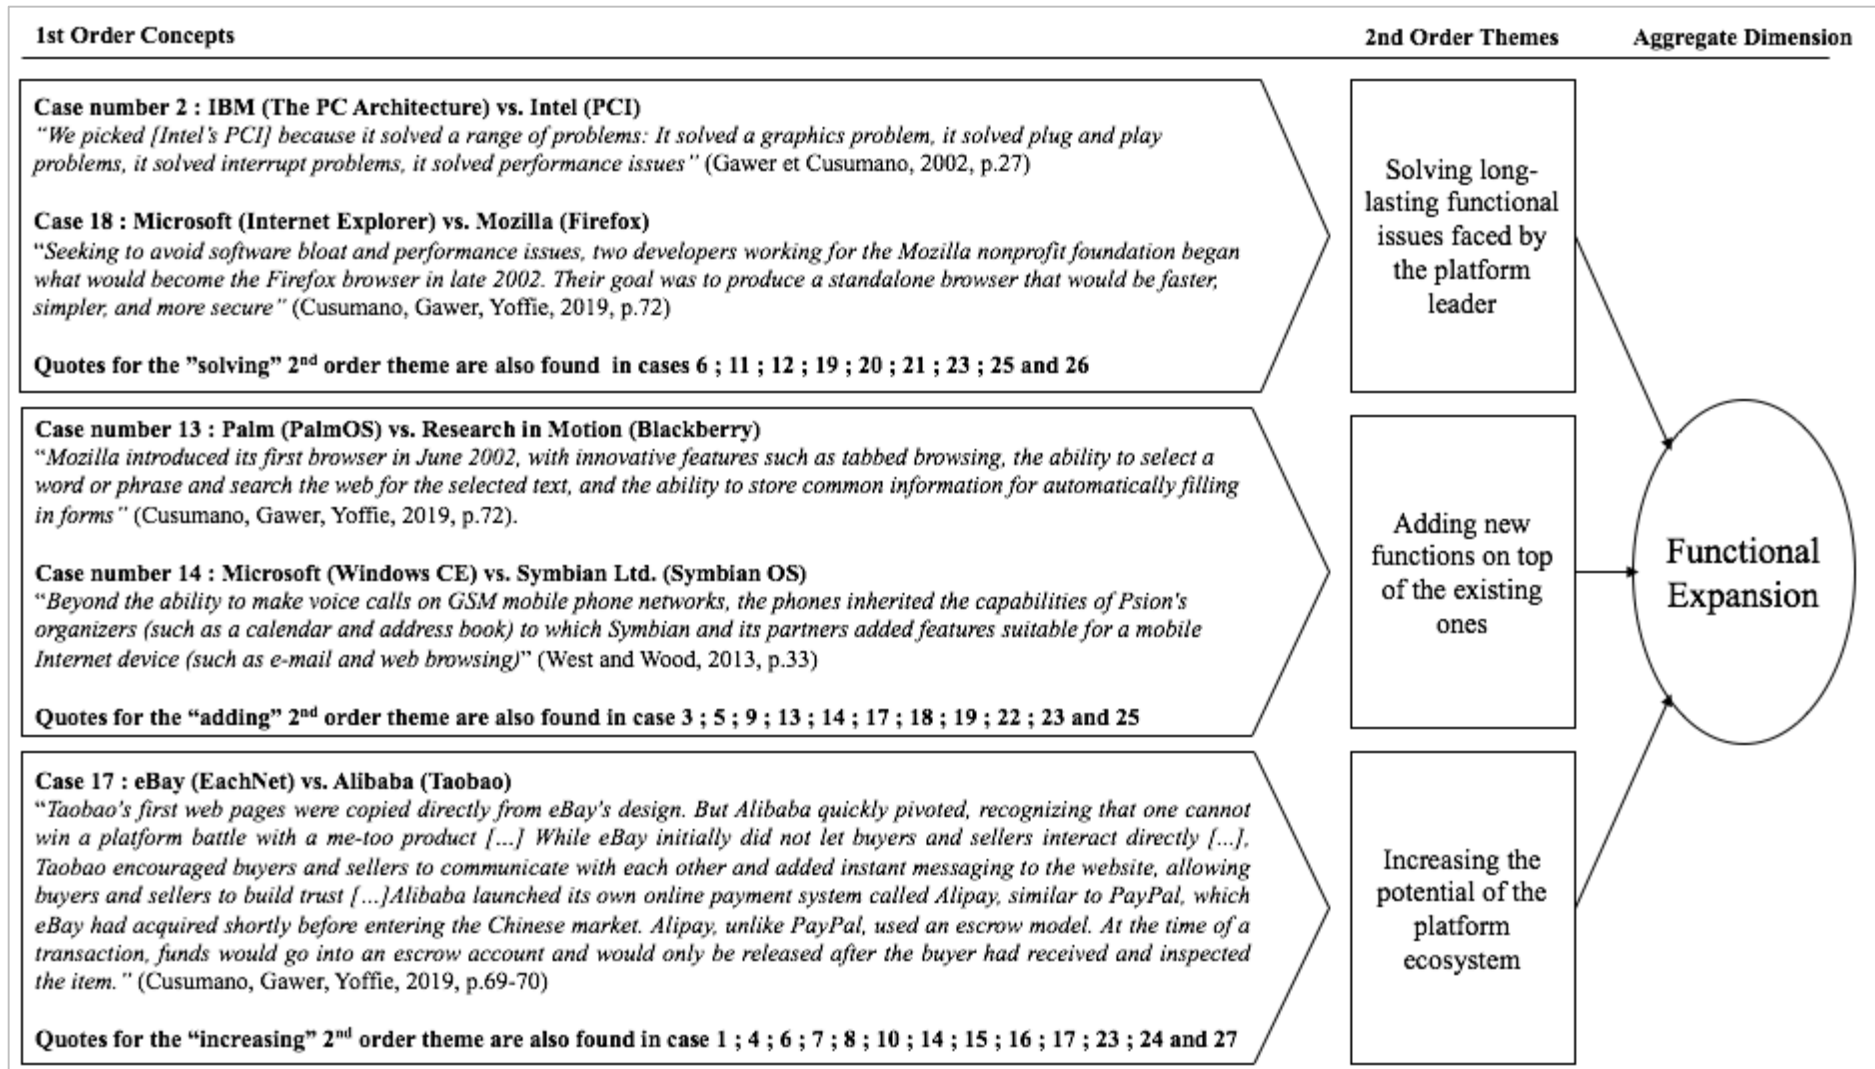 1st Order Concepts
2nd Order Themes
Aggregate Dimension
Case number 2 : IBM (The PC Architecture) vs. Intel (PCI)
“We picked [Intel’s PCI] because it solved a range of problems: It solved a graphics problem, it solved plug and play
problems, it solved interrupt problems, it solved performance issues” (Gawer et Cusumano, 2002, p.27)
Case 18 : Microsoft (Internet Explorer) vs. Mozilla (Firefox)
“Seeking to avoid software bloat and performance issues, two developers working for the Mozilla nonprofit foundation began
what would become the Firefox browser in late 2002. Their goal was to produce a standalone browser that would be faster,
simpler, and more secure” (Cusumano, Gawer, Yoffie, 2019, p.72)
Quotes for the ”solving” 2nd order theme are also found in cases 6 ; 11 ; 12 ; 19 ; 20 ; 21 ; 23 ; 25 and 26
Solving long-
lasting functional
issues faced by
the platform
leader
Case number 13 : Palm (PalmOS) vs. Research in Motion (Blackberry)
“Mozilla introduced its first browser in June 2002, with innovative features such as tabbed browsing, the ability to select a
word or phrase and search the web for the selected text, and the ability to store common information for automatically filling
in forms” (Cusumano, Gawer, Yoffie, 2019, p.72).
Case number 14 : Microsoft (Windows CE) vs. Symbian Ltd. (Symbian OS)
“Beyond the ability to make voice calls on GSM mobile phone networks, the phones inherited the capabilities of Psion's
organizers (such as a calendar and address book) to which Symbian and its partners added features suitable for a mobile
Internet device (such as e-mail and web browsing)” (West and Wood, 2013, p.33)
Quotes for the “adding” 2nd order theme are also found in case 3 ; 5 ; 9 ; 13 ; 14 ; 17 ; 18 ; 19 ; 22 ; 23 and 25
Adding new
functions on top
of the existing
ones
Functional
Expansion
Case 17 : eBay (EachNet) vs. Alibaba (Taobao)
“Taobao’s first web pages were copied directly from eBay’s design. But Alibaba quickly pivoted, recognizing that one cannot
win a platform battle with a me-too product [...] While eBay initially did not let buyers and sellers interact directly [...],
Taobao encouraged buyers and sellers to communicate with each other and added instant messaging to the website, allowing
buyers and sellers to build trust [...]Alibaba launched its own online payment system called Alipay, similar to PayPal, which
eBay had acquired shortly before entering the Chinese market. Alipay, unlike PayPal, used an escrow model. At the time of a
transaction, funds would go into an escrow account and would only be released after the buyer had received and inspected
the item.” (Cusumano, Gawer, Yoffie, 2019, p.69-70)
Quotes for the “increasing” 2nd order theme are also found in case 1 ; 4 ; 6 ; 7 ; 8 ; 10 ; 14 ; 15 ; 16 ; 17 ; 23 ; 24 and 27
Increasing the
potential of the
platform
ecosystem